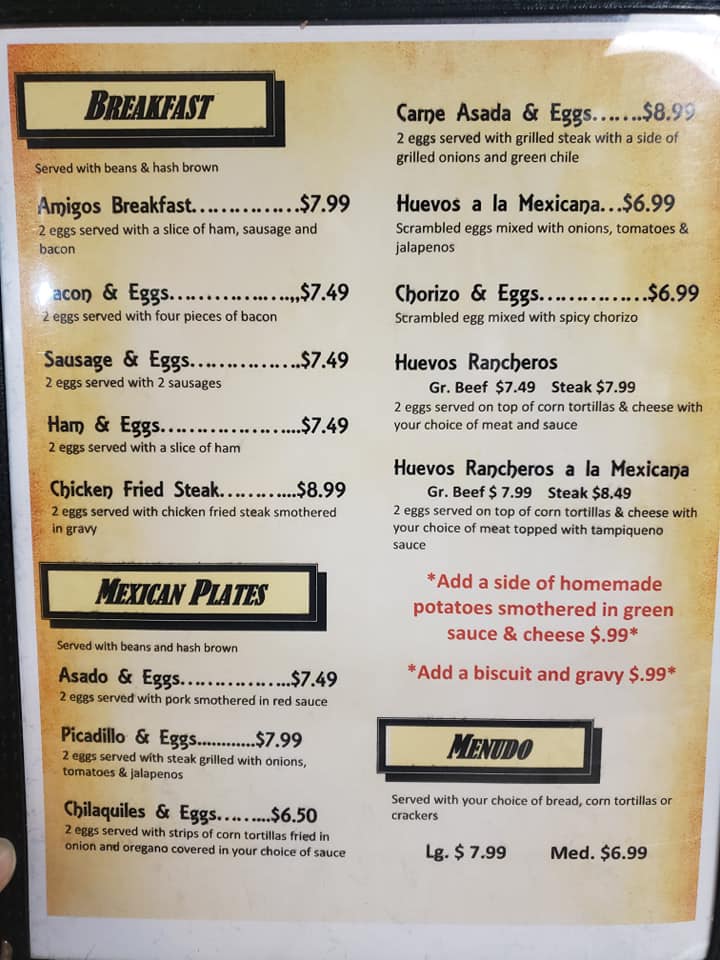 BREAKFAST
Served with beans & hash brown
Amigos Breakfast...............$7.99
2 eggs served with a slice of ham, sausage and
bacon
acon & Eggs................,,$7.49
2 eggs served with four pieces of bacon
Sausage & Eggs...............$7.49
2 eggs served with 2 sausages
Ham & Eggs...................$7.49
2 eggs served with a slice of ham
Chicken Fried Steak............$8.99
2 eggs served with chicken fried steak smothered
in gravy
MEXICAN PLATES
Served with beans and hash brown
Asado & Eggs...............$7.49
2 eggs served with pork smothered in red sauce
Picadillo & Eggs............$7.99
2 eggs served with steak grilled with onions,
tomatoes & jalapenos
Chilaquiles & Eggs.........$6.50
2 eggs served with strips of corn tortillas fried in
onion and oregano covered in your choice of sauce
Carne Asada & Eggs.......$8.99
2 eggs served with grilled steak with a side of
grilled onions and green chile
Huevos a la Mexicana...$6.99
Scrambled eggs mixed with onions, tomatoes &
jalapenos
Chorizo & Eggs...............$6.99
Scrambled egg mixed with spicy chorizo
Huevos Rancheros
Gr. Beef $7.49 Steak $7.99
2 eggs served on top of corn tortillas & cheese with
your choice of meat and sauce
Huevos Rancheros a la Mexicana
Gr. Beef $ 7.99 Steak $8.49
2 eggs served on top of corn tortillas & cheese with
your choice of meat topped with tampiqueno
sauce
*Add a side of homemade
potatoes smothered in green
sauce & cheese $.99*
*Add a biscuit and gravy $.99*
MENUDO
Served with your choice of bread, corn tortillas or
crackers
Lg. $ 7.99 Med. $6.99